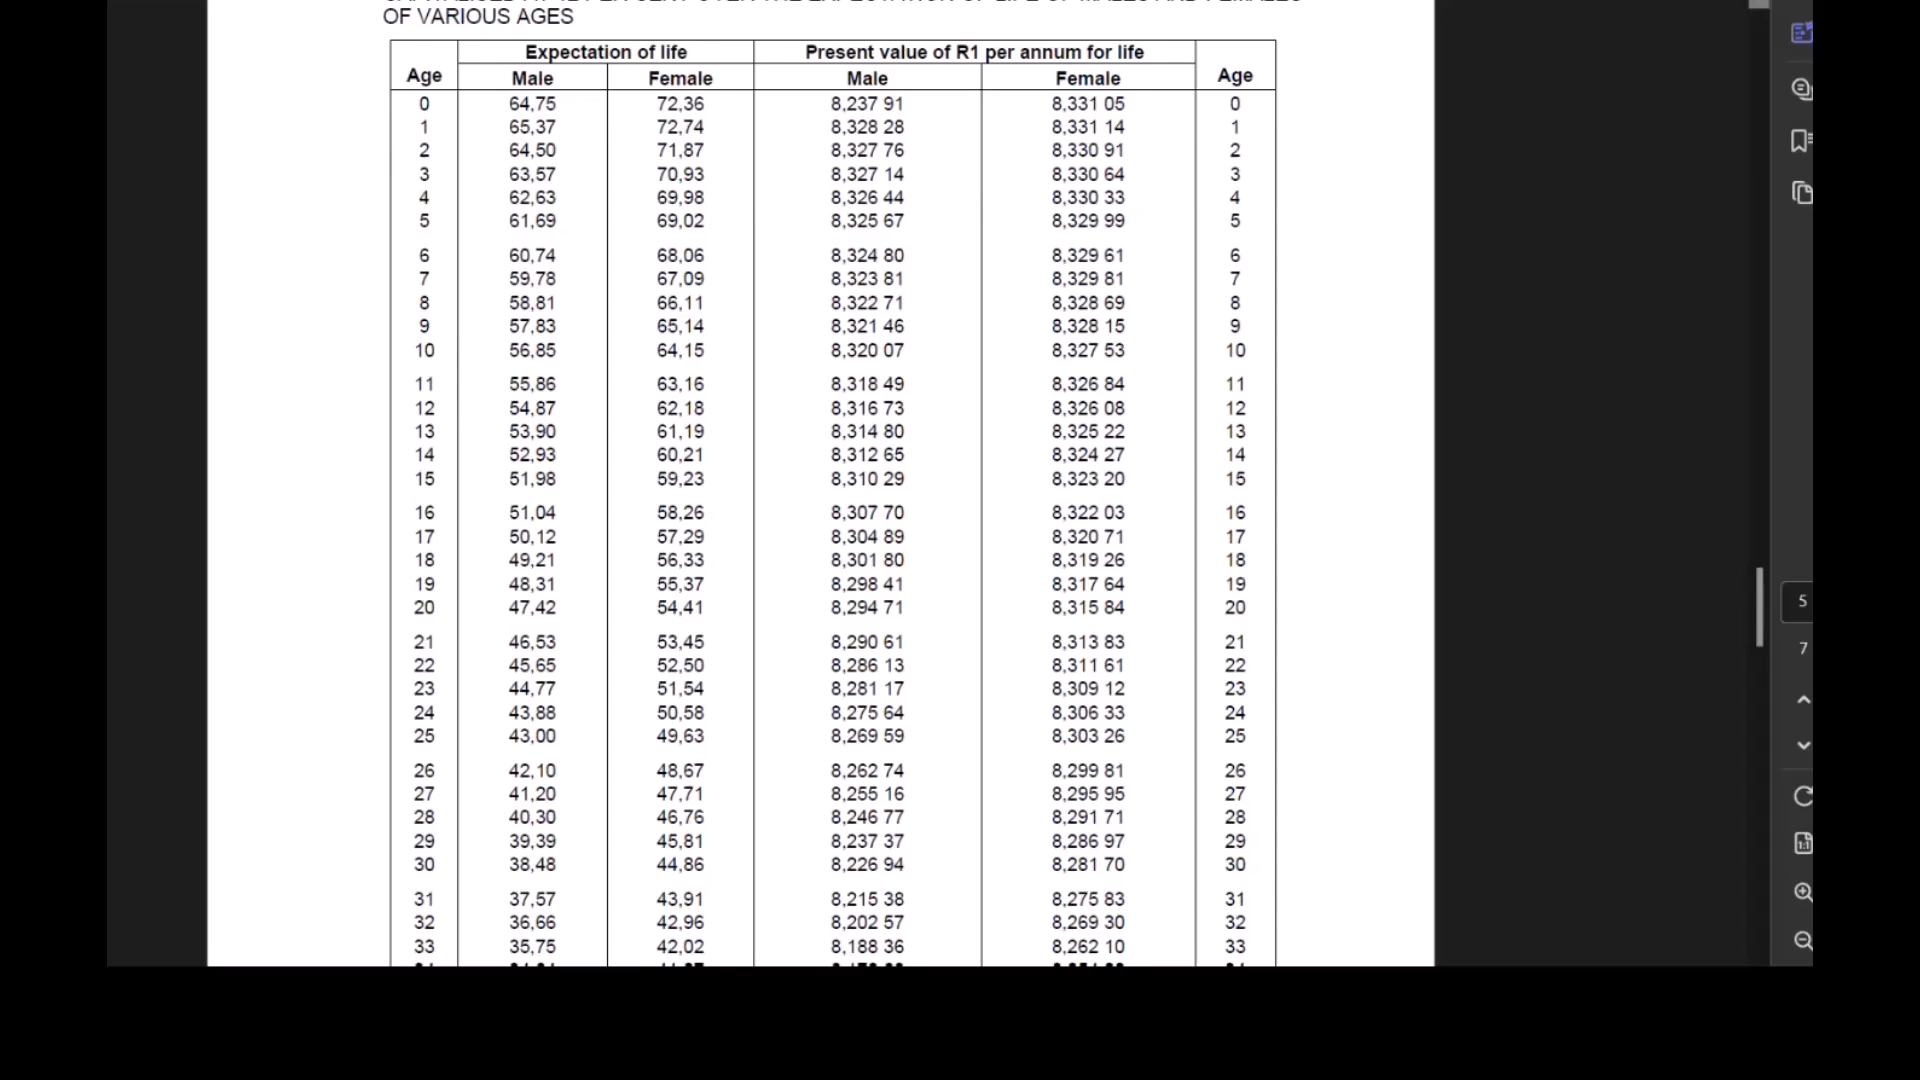 OF VARIOUS AGES
Expectation of life Present value of R1 per annum for life
Age Male Female Male Female Age
0 64,75 72,36 8,237 91 8,331 05 0
1 65,37 72,74 8,328 28 8,331 14 1
2 64,50 71,87 8,327 76 8,330 91 2
3 63,57 70,93 8,327 14 8,330 64 3
4 62,63 69,98 8,326 44 8,330 33 4
5 61,69 69,02 8,325 67 8,329 99 5
6 60,74 68,06 8,324 80 8,329 61 6
7 59,78 67,09 8,323 81 8,329 81 7
8 58,81 66,11 8,322 71 8,328 69 8
9 57,83 65,14 8,321 46 8,328 15 9
10 56,85 64,15 8,320 07 8,327 53 10
11 55,86 63,16 8,318 49 8,326 84 11
12 54,87 62,18 8,316 73 8,326 08 12
13 53,90 61,19 8,314 80 8,325 22 13
14 52,93 60,21 8,312 65 8,324 27 14
15 51,98 59,23 8,310 29 8,323 20 15
16 51,04 58,26 8,307 70 8,322 03 16
17 50,12 57,29 8,304 89 8,320 71 17
18 49,21 56,33 8,301 80 8,319 26 18
19 48,31 55,37 8,298 41 8,317 64 19
20 47,42 54,41 8,294 71 8,315 84 20
21 46,53 53,45 8,290 61 8,313 83 21
22 45,65 52,50 8,286 13 8,311 61 22
23 44,77 51,54 8,281 17 8,309 12 23
24 43,88 50,58 8,275 64 8,306 33 24
25 43,00 49,63 8,269 59 8,303 26 25
26 42,10 48,67 8,262 74 8,299 81 26
27 41,20 47,71 8,255 16 8,295 95 27
28 40,30 46,76 8,246 77 8,291 71 28
29 39,39 45,81 8,237 37 8,286 97 29
30 38,48 44,86 8,226 94 8,281 70 30
31 37,57 43,91 8,215 38 8,275 83 31
32 36,66 42,96 8,202 57 8,269 30 32
33 35,75 42,02 8,188 36 8,262 10 33
5
7
1:1